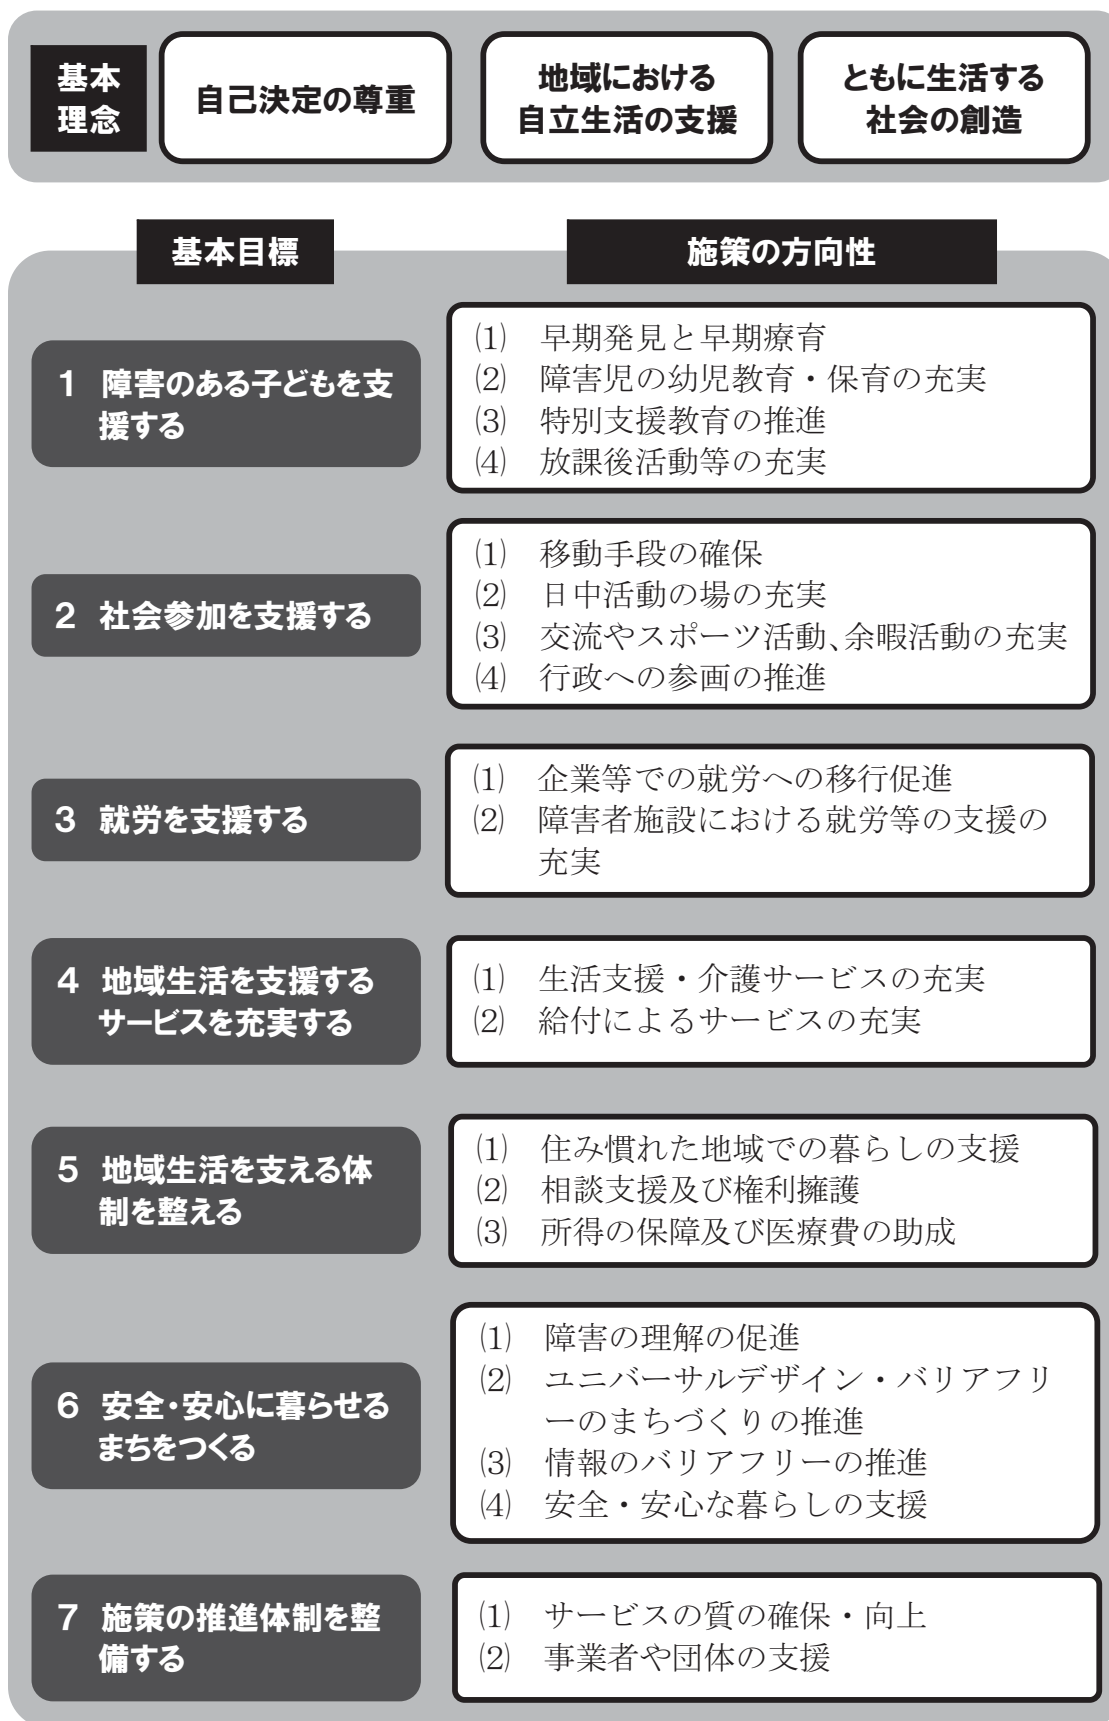 基本
理念
自己決定の尊重
地域における
自立生活の支援
ともに生活する
社会の創造
基本目標
施策の方向性
1 障害のある子どもを支
援する
⑴ 早期発見と早期療育
⑵ 障害児の幼児教育・保育の充実
⑶ 特別支援教育の推進
⑷ 放課後活動等の充実
2 社会参加を支援する
⑴ 移動手段の確保
⑵ 日中活動の場の充実
⑶ 交流やスポーツ活動、余暇活動の充実
⑷ 行政への参画の推進
3 就労を支援する
⑴ 企業等での就労への移行促進
⑵ 障害者施設における就労等の支援の
充実
4 地域生活を支援する
サービスを充実する
⑴ 生活支援・介護サービスの充実
⑵ 給付によるサービスの充実
5 地域生活を支える体
制を整える
⑴ 住み慣れた地域での暮らしの支援
⑵ 相談支援及び権利擁護
⑶ 所得の保障及び医療費の助成
6 安全・安心に暮らせる
まちをつくる
⑴ 障害の理解の促進
⑵ ユニバーサルデザイン・バリアフリ
ーのまちづくりの推進
⑶ 情報のバリアフリーの推進
⑷ 安全・安心な暮らしの支援
7 施策の推進体制を整
備する
⑴ サービスの質の確保・向上
⑵ 事業者や団体の支援